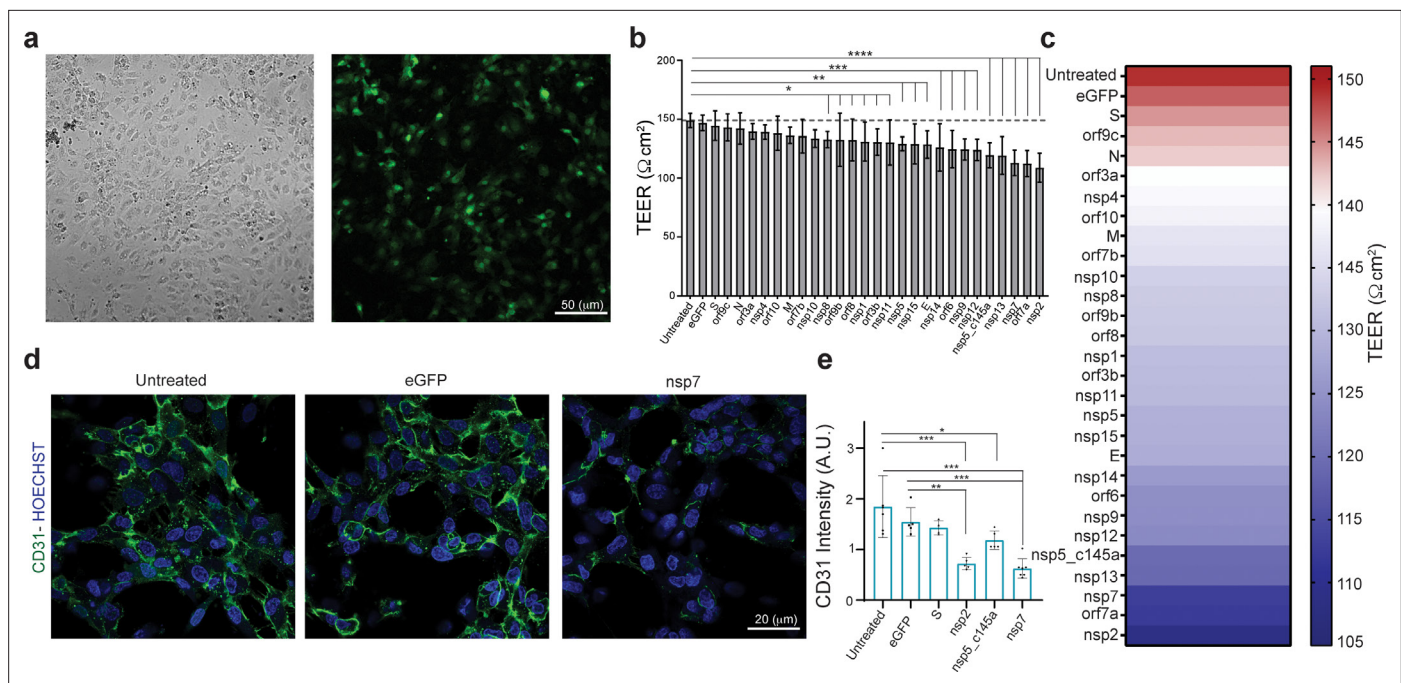 a
50 (μm)
b
TEER (Ω cm²)
200
150
100
50
0
****
***
**
*
Untreated
eGFP
S
orf9c
N
orf3a
nsp4
orf10
M
orf7b
nsp10
nsp8
orf9b
orf8
nsp1
orf3b
nsp11
nsp5
nsp15
E
nsp14
orf6
nsp9
nsp12
nsp5_c145a
nsp13
nsp7
orf7a
nsp2
c
Untreated
eGFP
S
orf9c
N
orf3a
nsp4
orf10
M
orf7b
nsp10
nsp8
orf9b
orf8
nsp1
orf3b
nsp11
nsp5
nsp15
E
nsp14
orf6
nsp9
nsp12
nsp5_c145a
nsp13
nsp7
orf7a
nsp2
150
145
140
145
130
125
120
115
110
105
TEER (Ω cm²)
d
CD31- HOECHST
Untreated
eGFP
nsp7
20 (μm)
e
CD31 Intensity (A.U.)
3
2
1
0
*
***
***
***
**
Untreated
eGFP
S
nsp2
nsp5_c145a
nsp7